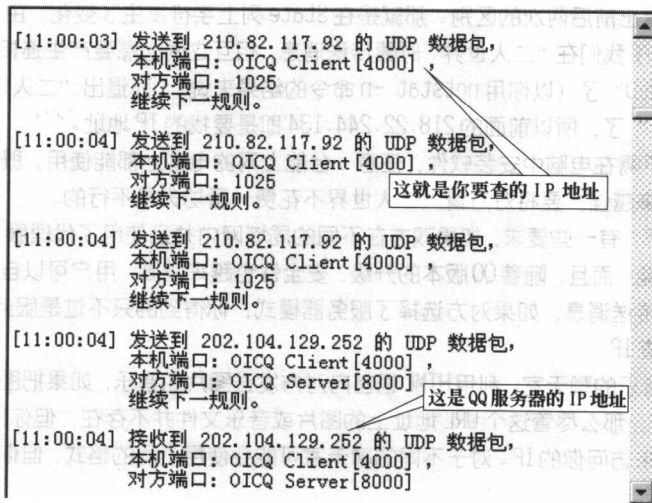 [11:00:03] 发送到 210.82.117.92 的 UDP 数据包，
本机端口：OICQ Client[4000]，
对方端口：1025
继续下一规则。
[11:00:04] 发送到 210.82.117.92 的 UDP 数据包，
本机端口：OICQ Client[4000]，
对方端口：1025
继续下一规则。
这就是你要查的 IP 地址
[11:00:04] 发送到 210.82.117.92 的 UDP 数据包，
本机端口：OICQ Client[4000]，
对方端口：1025
继续下一规则。
[11:00:04] 发送到 202.104.129.252 的 UDP 数据包，
本机端口：OICQ Client[4000]，
对方端口：OICQ Server[8000]
继续下一规则。
这是 QQ 服务器的 IP 地址
[11:00:04] 接收到 202.104.129.252 的 UDP 数据包，
本机端口：OICQ Client[4000]，
对方端口：OICQ Server[8000]